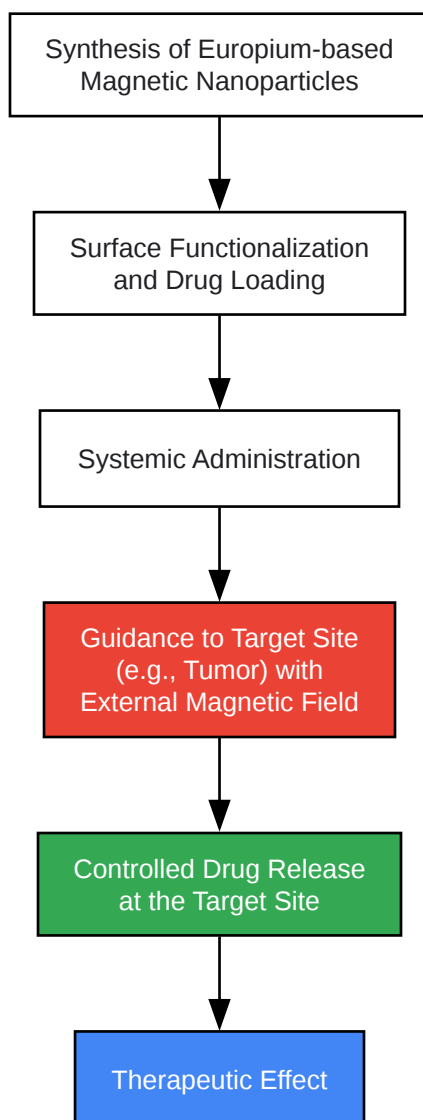 Synthesis of Europium-based
Magnetic Nanoparticles
Surface Functionalization
and Drug Loading
Systemic Administration
Guidance to Target Site
(e.g., Tumor) with
External Magnetic Field
Controlled Drug Release
at the Target Site
Therapeutic Effect